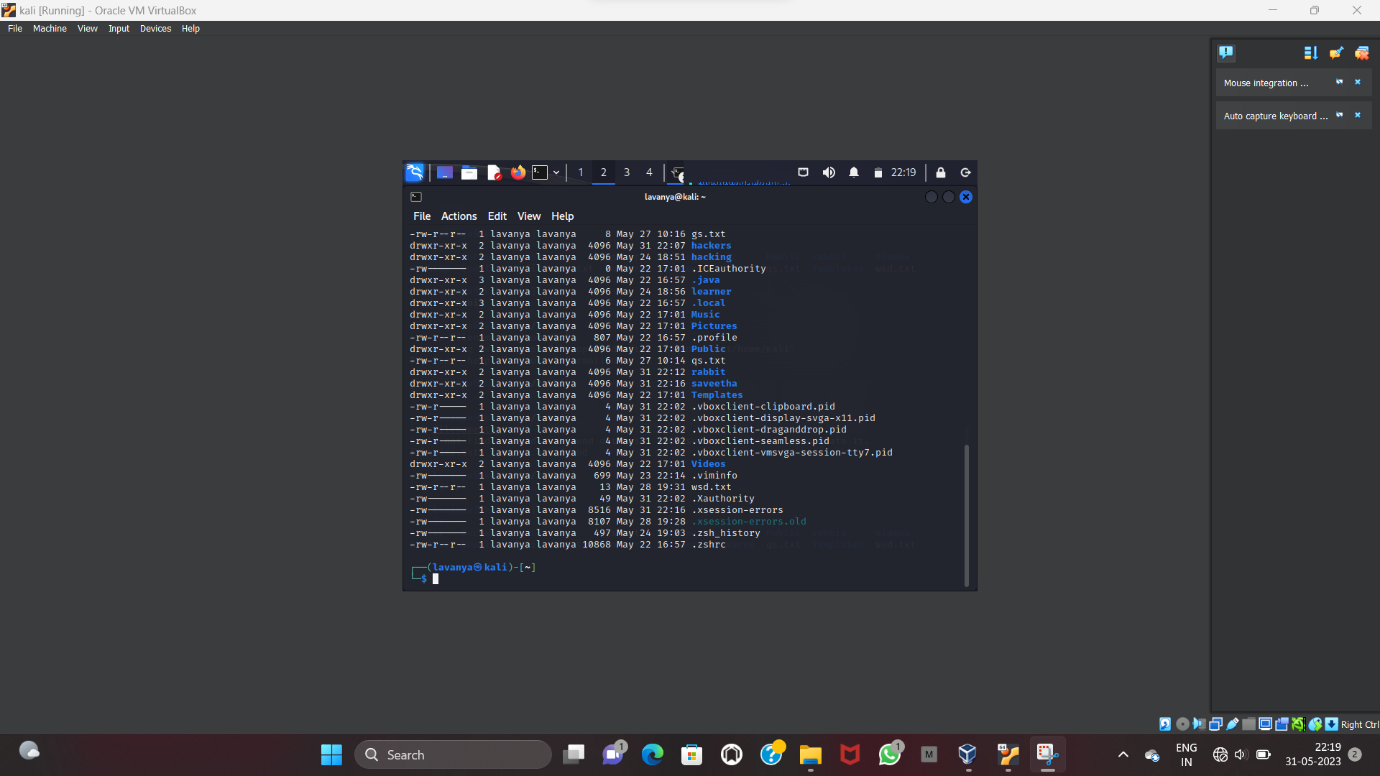 kali [Running] - Oracle VM VirtualBox
File Machine View Input Devices Help
Mouse integration ...
Auto capture keyboard ...
1 2 3 4 22:19
lavanya@kali: ~
File Actions Edit View Help
-rw-r--r-- 1 lavanya lavanya 8 May 27 10:16 gs.txt
drwxr-xr-x 2 lavanya lavanya 4096 May 31 22:07 hackers
drwxr-xr-x 2 lavanya lavanya 4096 May 24 18:51 hacking
-rw------- 1 lavanya lavanya 0 May 22 17:01 .ICEauthority
drwxr-xr-x 3 lavanya lavanya 4096 May 22 16:57 .java
drwxr-xr-x 2 lavanya lavanya 4096 May 24 18:56 learner
drwxr-xr-x 3 lavanya lavanya 4096 May 22 16:57 .local
drwxr-xr-x 2 lavanya lavanya 4096 May 22 17:01 Music
drwxr-xr-x 2 lavanya lavanya 4096 May 22 17:01 Pictures
-rw-r--r-- 1 lavanya lavanya 807 May 22 16:57 .profile
drwxr-xr-x 2 lavanya lavanya 4096 May 22 17:01 Public
-rw-r--r-- 1 lavanya lavanya 6 May 27 10:14 qs.txt
drwxr-xr-x 2 lavanya lavanya 4096 May 31 22:12 rabbit
drwxr-xr-x 2 lavanya lavanya 4096 May 31 22:16 saveetha
drwxr-xr-x 2 lavanya lavanya 4096 May 22 17:01 Templates
-rw-r----- 1 lavanya lavanya 4 May 31 22:02 .vboxclient-clipboard.pid
-rw-r----- 1 lavanya lavanya 4 May 31 22:02 .vboxclient-display-svga-x11.pid
-rw-r----- 1 lavanya lavanya 4 May 31 22:02 .vboxclient-draganddrop.pid
-rw-r----- 1 lavanya lavanya 4 May 31 22:02 .vboxclient-seamless.pid
-rw-r----- 1 lavanya lavanya 4 May 31 22:02 .vboxclient-vmsvga-session-tty7.pid
drwxr-xr-x 2 lavanya lavanya 4096 May 22 17:01 Videos
-rw------- 1 lavanya lavanya 699 May 23 22:14 .viminfo
-rw-r--r-- 1 lavanya lavanya 13 May 28 19:31 wsd.txt
-rw------- 1 lavanya lavanya 49 May 31 22:02 .Xauthority
-rw------- 1 lavanya lavanya 8516 May 31 22:16 .xsession-errors
-rw------- 1 lavanya lavanya 8107 May 28 19:28 .xsession-errors.old
-rw------- 1 lavanya lavanya 497 May 24 19:03 .zsh_history
-rw-r--r-- 1 lavanya lavanya 10868 May 22 16:57 .zshrc
┌──(lavanya㉿kali)-[~]
└─$
Right Ctrl
Search
1
1
M
ENG
IN
22:19
31-05-2023
2